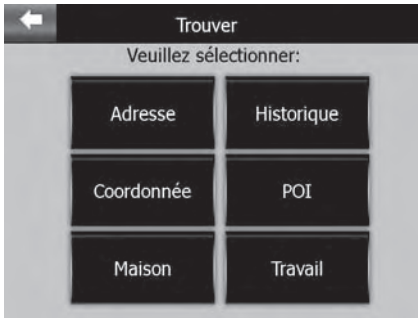 Trouver
Veuillez sélectionner:
Adresse Historique
Coordonnée POI
Maison Travail